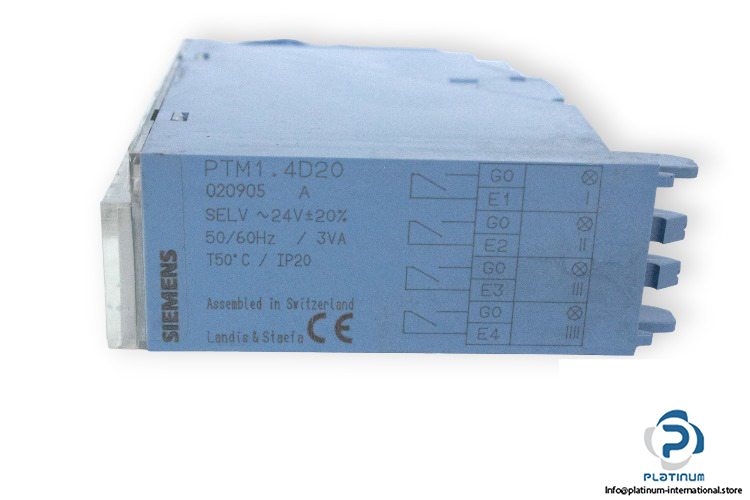 PTM1.4D20
020905 A
SELV ~24V±20%
50/60Hz / 3VA
T50°C / IP20
Assembled in Switzerland
Landis & Staefa CE
SIEMENS
G0
E1 I
G0
E2 II
G0
E3 III
G0
E4 IIII
PLATINUM
Info@platinum-international.store